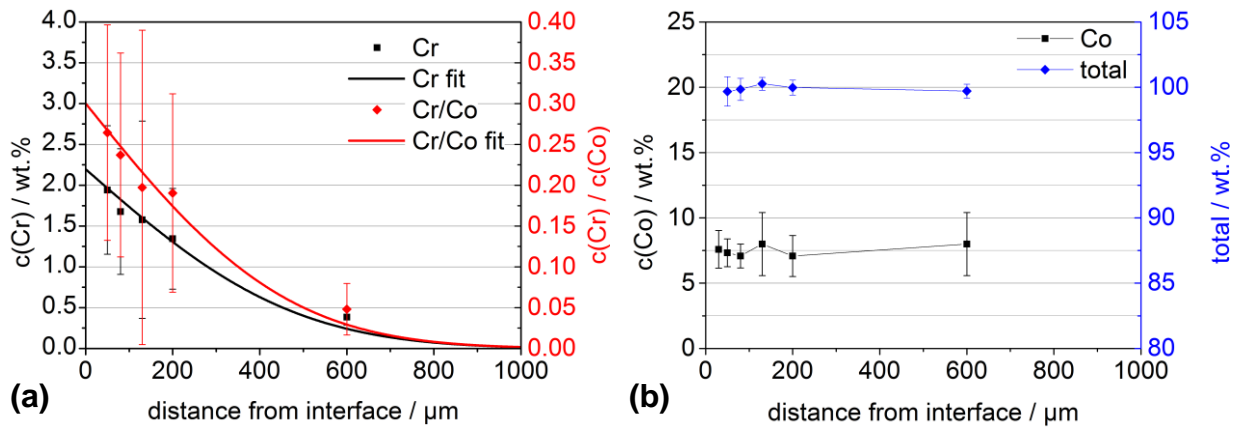 4.0
3.5
3.0
2.5
2.0
1.5
1.0
0.5
0.0
c(Cr) / wt.%
0 200 400 600 800 1000
distance from interface / µm
0.40
0.35
0.30
0.25
0.20
0.15
0.10
0.05
0.00
c(Cr) / c(Co)
Cr
Cr fit
Cr/Co
Cr/Co fit
(a)
25
20
15
10
5
0
c(Co) / wt.%
0 200 400 600 800 1000
distance from interface / µm
105
100
95
90
85
80
total / wt.%
Co
total
(b)